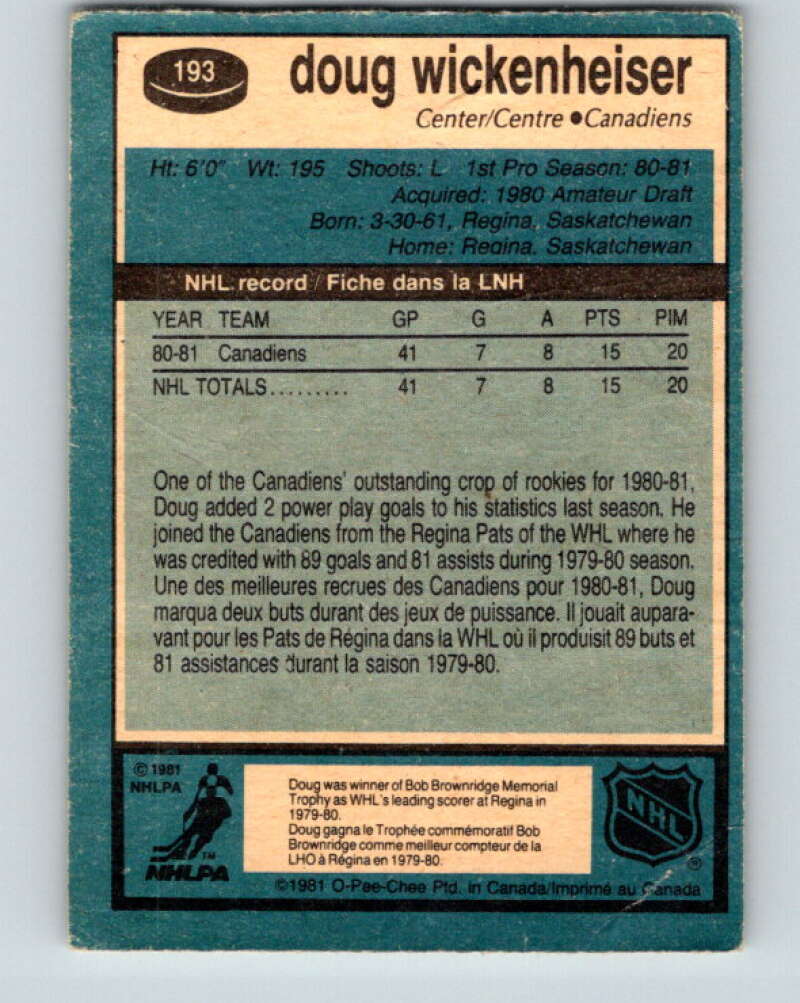 193
doug wickenheiser
Center/Centre ●Canadiens
Ht: 6'0" Wt: 195 Shoots: L 1st Pro Season: 80-81
Acquired: 1980 Amateur Draft
Born: 3-30-61, Regina, Saskatchewan
Home: Regina, Saskatchewan
NHL record / Fiche dans la LNH
YEAR TEAM GP G A PTS PIM
80-81 Canadiens 41 7 8 15 20
NHL TOTALS......... 41 7 8 15 20
One of the Canadiens' outstanding crop of rookies for 1980-81,
Doug added 2 power play goals to his statistics last season. He
joined the Canadiens from the Regina Pats of the WHL where he
was credited with 89 goals and 81 assists during 1979-80 season.
Une des meilleures recrues des Canadiens pour 1980-81, Doug
marqua deux buts durant des jeux de puissance. Il jouait aupara-
vant pour les Pats de Régina dans la WHL où il produisit 89 buts et
81 assistances durant la saison 1979-80.
© 1981
NHLPA
TM
NHLPA
Doug was winner of Bob Brownridge Memorial
Trophy as WHL's leading scorer at Regina in
1979-80.
Doug gagna le Trophée commémoratif Bob
Brownridge comme meilleur compteur de la
LHO à Régina en 1979-80.
NHL
®
©1981 O-Pee-Chee Ptd. in Canada/Imprimé au Canada